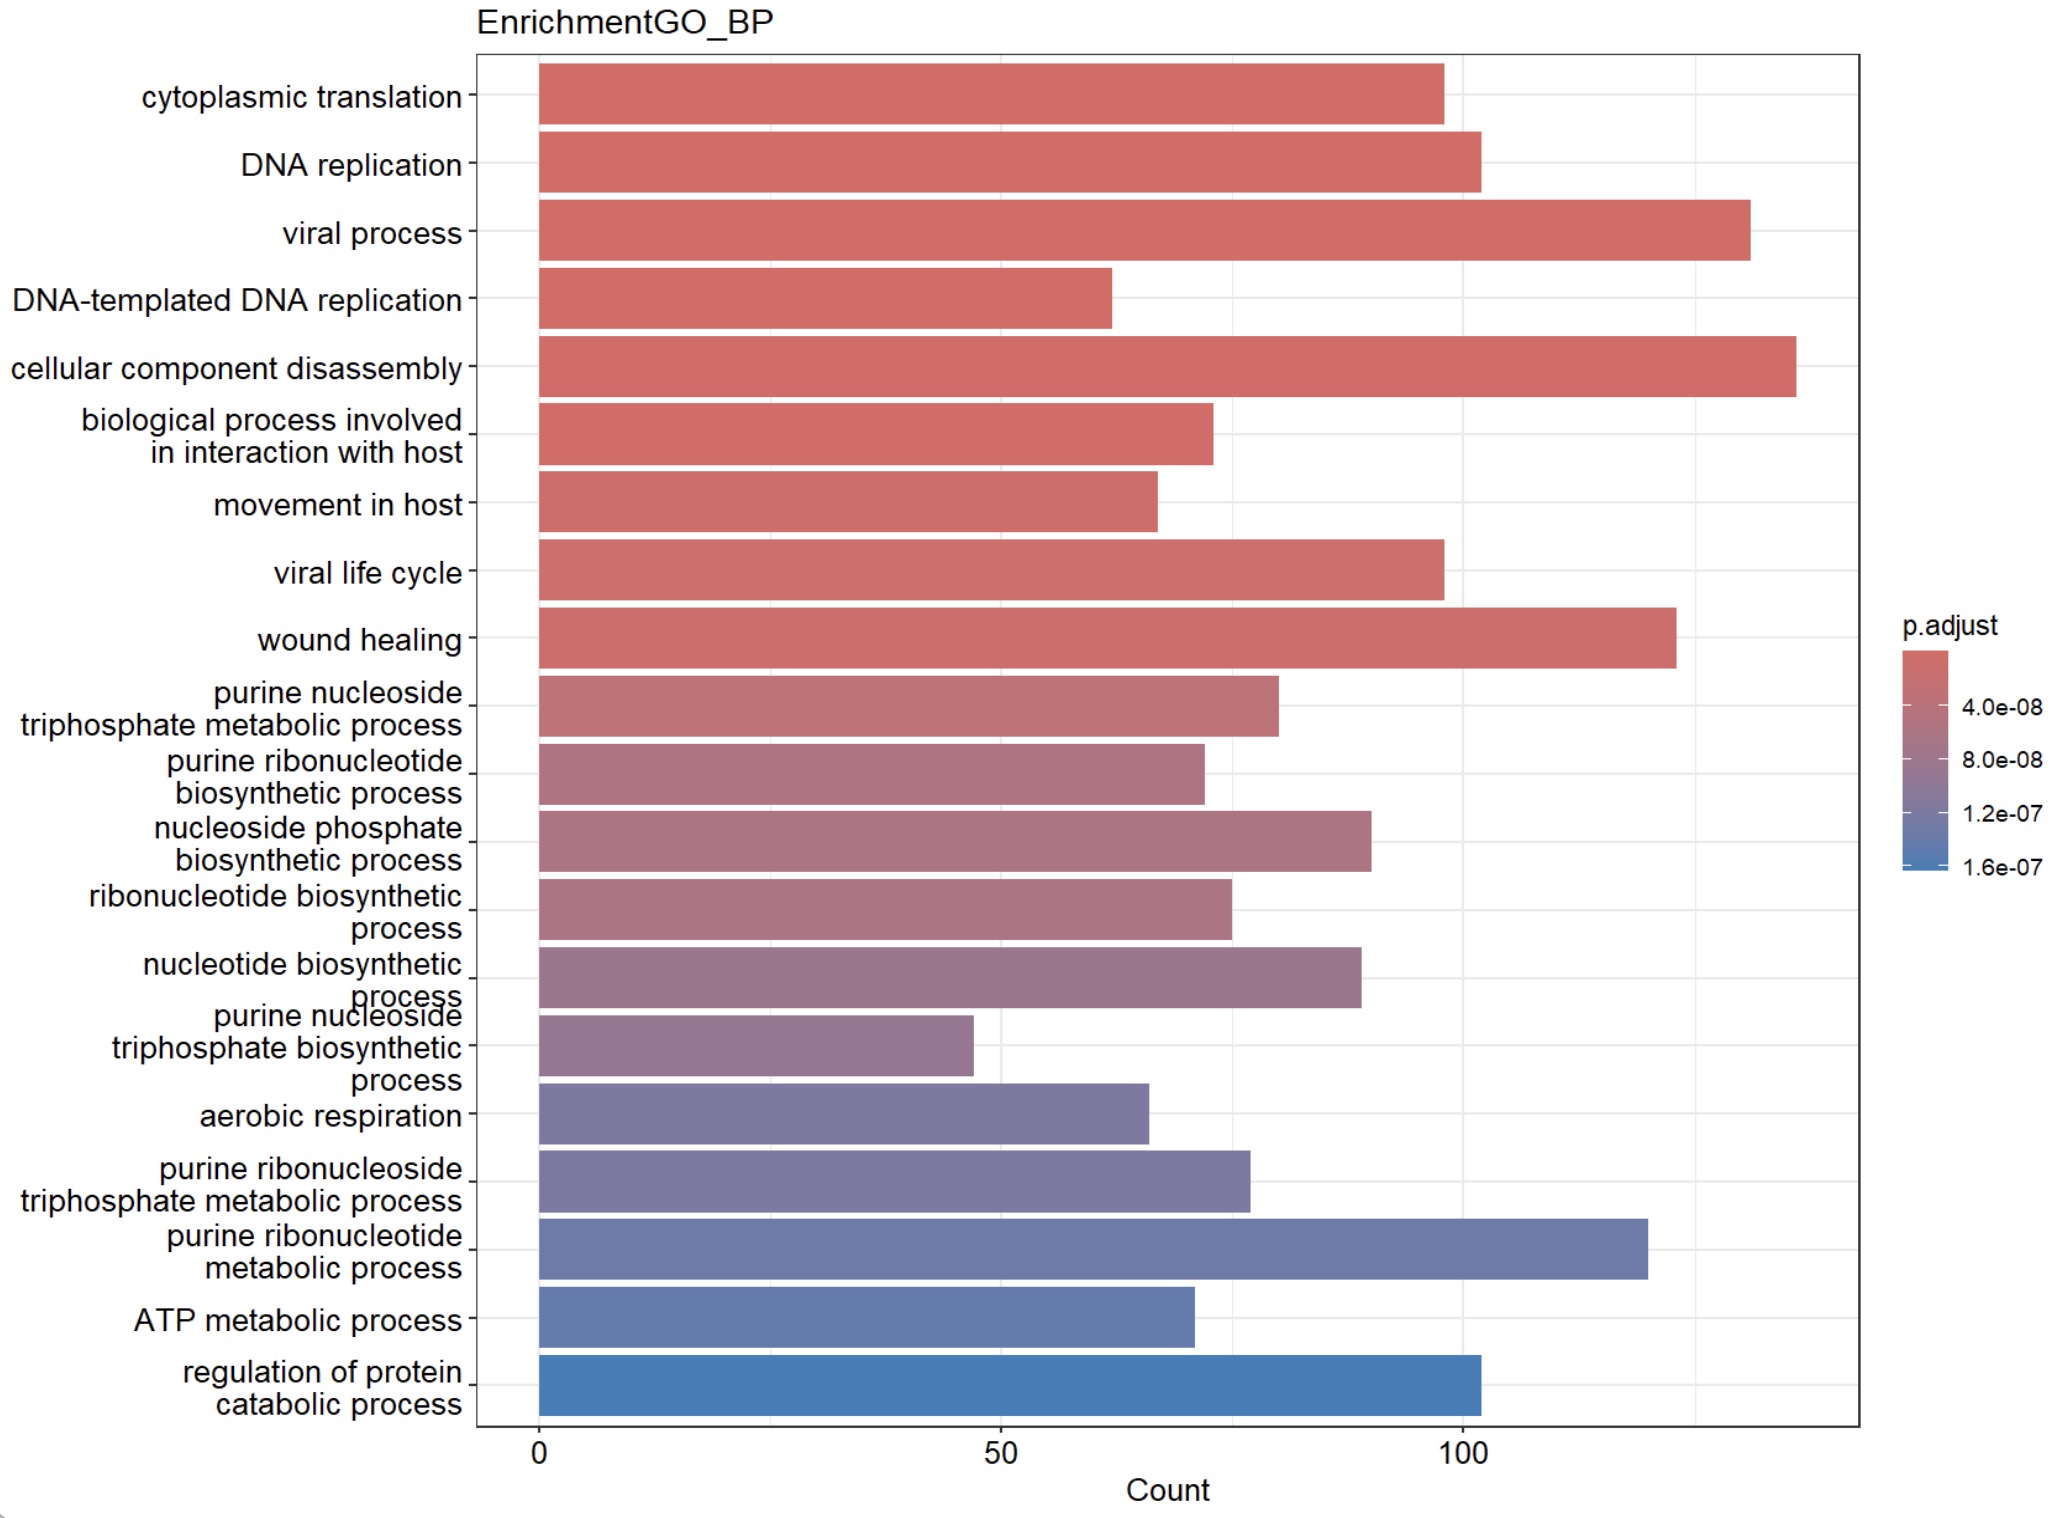 EnrichmentGO_BP
cytoplasmic translation
DNA replication
viral process
DNA-templated DNA replication
cellular component disassembly
biological process involved
in interaction with host
movement in host
viral life cycle
wound healing
purine nucleoside
triphosphate metabolic process
purine ribonucleotide
biosynthetic process
nucleoside phosphate
biosynthetic process
ribonucleotide biosynthetic
process
nucleotide biosynthetic
process
purine nucleoside
triphosphate biosynthetic
process
aerobic respiration
purine ribonucleoside
triphosphate metabolic process
purine ribonucleotide
metabolic process
ATP metabolic process
regulation of protein
catabolic process
0 50 100
Count
p.adjust
4.0e-08
8.0e-08
1.2e-07
1.6e-07